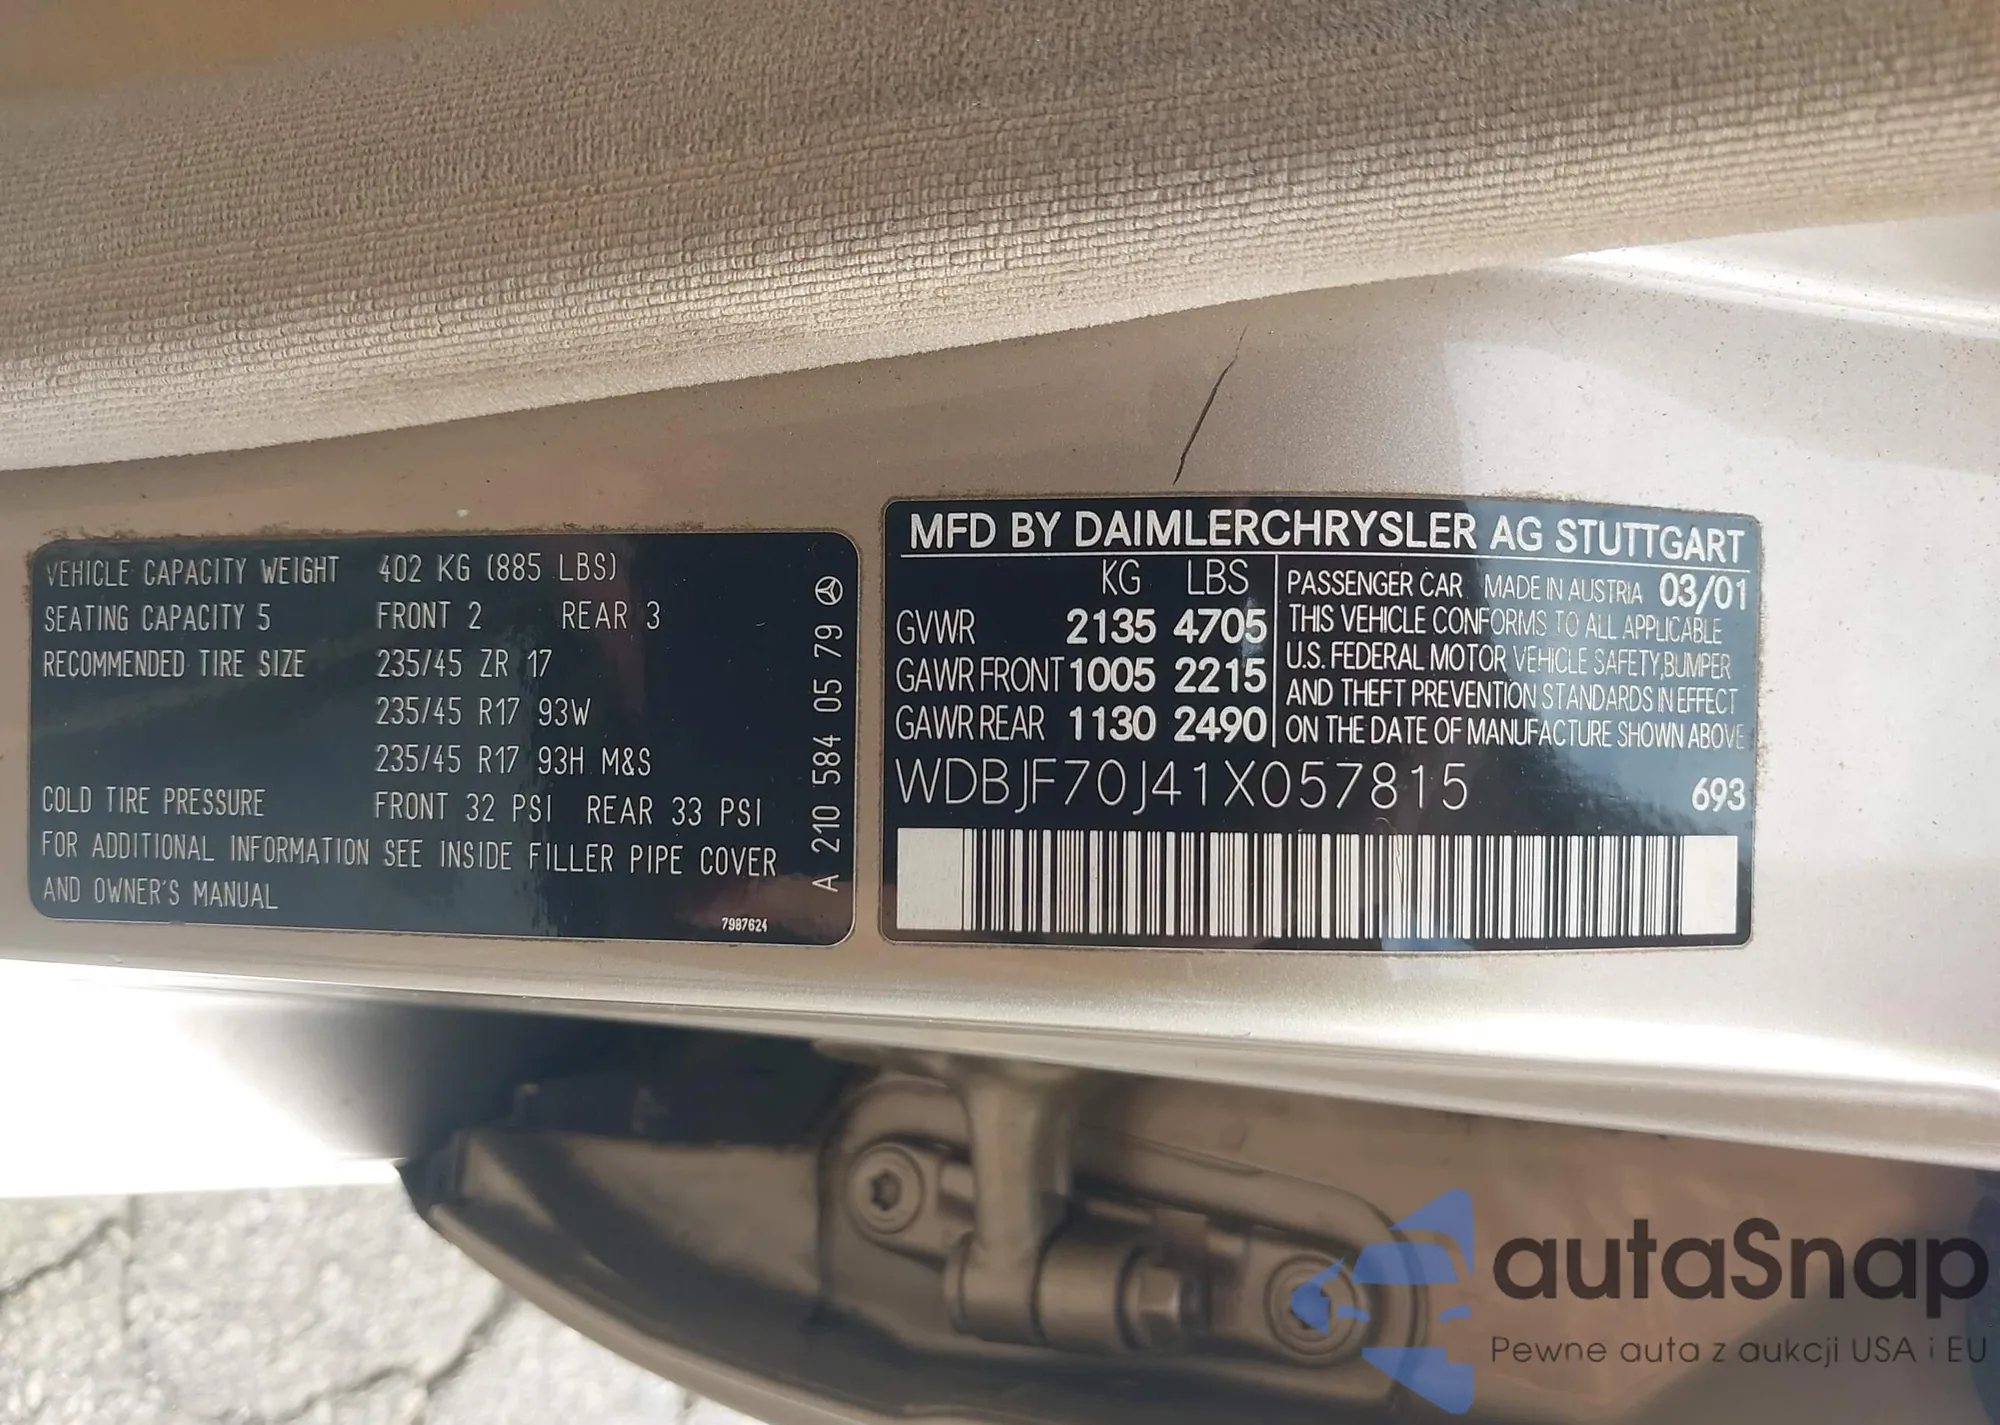 VEHICLE CAPACITY WEIGHT 402 KG (885 LBS)
SEATING CAPACITY 5 FRONT 2 REAR 3
RECOMMENDED TIRE SIZE 235/45 ZR 17
235/45 R17 93W
235/45 R17 93H M&S
COLD TIRE PRESSURE FRONT 32 PSI REAR 33 PSI
FOR ADDITIONAL INFORMATION SEE INSIDE FILLER PIPE COVER
AND OWNER'S MANUAL
7987624
A 210 584 05 79
MFD BY DAIMLERCHRYSLER AG STUTTGART
KG LBS
GVWR 2135 4705
GAWR FRONT 1005 2215
GAWR REAR 1130 2490
PASSENGER CAR MADE IN AUSTRIA 03/01
THIS VEHICLE CONFORMS TO ALL APPLICABLE
U.S. FEDERAL MOTOR VEHICLE SAFETY,BUMPER
AND THEFT PREVENTION STANDARDS IN EFFECT
ON THE DATE OF MANUFACTURE SHOWN ABOVE
WDBJF70J41X057815
693
autaSnap
Pewne auta z aukcji USA i EU